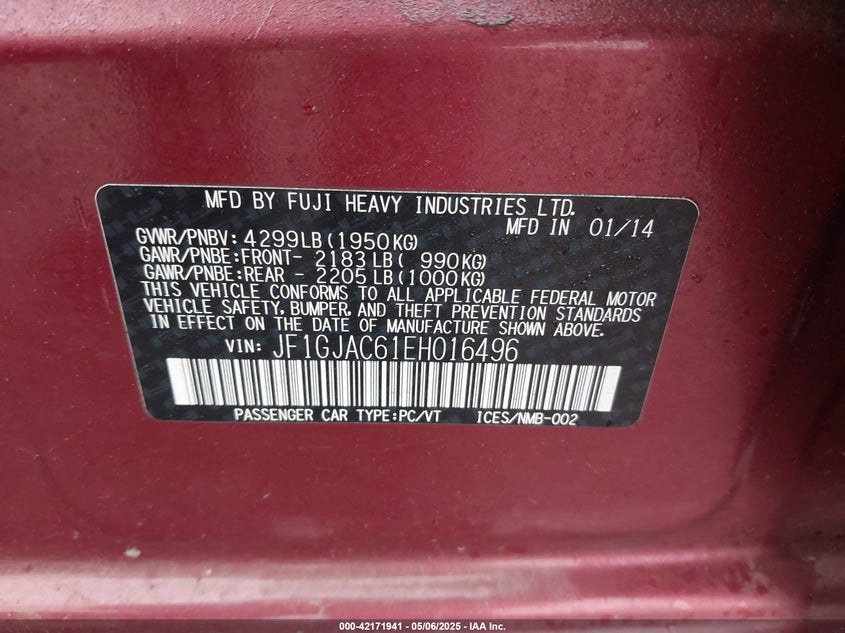 MFD BY FUJI HEAVY INDUSTRIES LTD.
MFD IN 01/14
GVWR/PNBV: 4299LB(1950KG)
GAWR/PNBE:FRONT- 2183LB( 990KG)
GAWR/PNBE:REAR - 2205LB(1000KG)
THIS VEHICLE CONFORMS TO ALL APPLICABLE FEDERAL MOTOR
VEHICLE SAFETY, BUMPER, AND THEFT PREVENTION STANDARDS
IN EFFECT ON THE DATE OF MANUFACTURE SHOWN ABOVE.
VIN: JF1GJAC61EH016496
PASSENGER CAR TYPE:PC/VT ICES/NMB-002
000-42171941 - 05/06/2025 - IAA Inc.